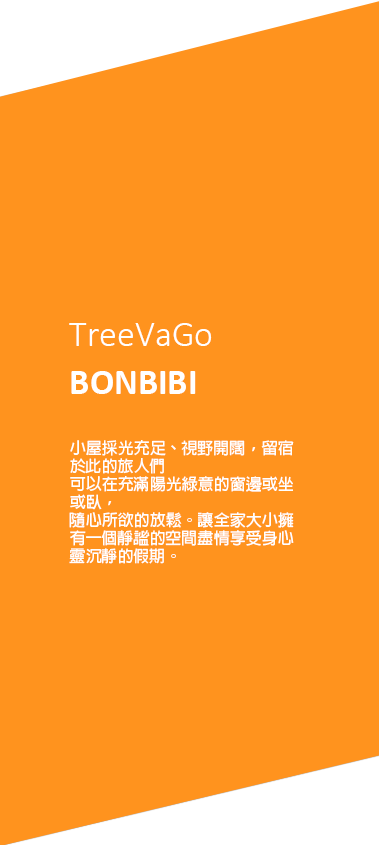 TreeVaGo
BONBIBI
小屋採光充足、視野開闊，留宿
於此的旅人們
可以在充滿陽光綠意的窗邊或坐
或臥，
隨心所欲的放鬆。讓全家大小擁
有一個靜謐的空間盡情享受身心
靈沉靜的假期。